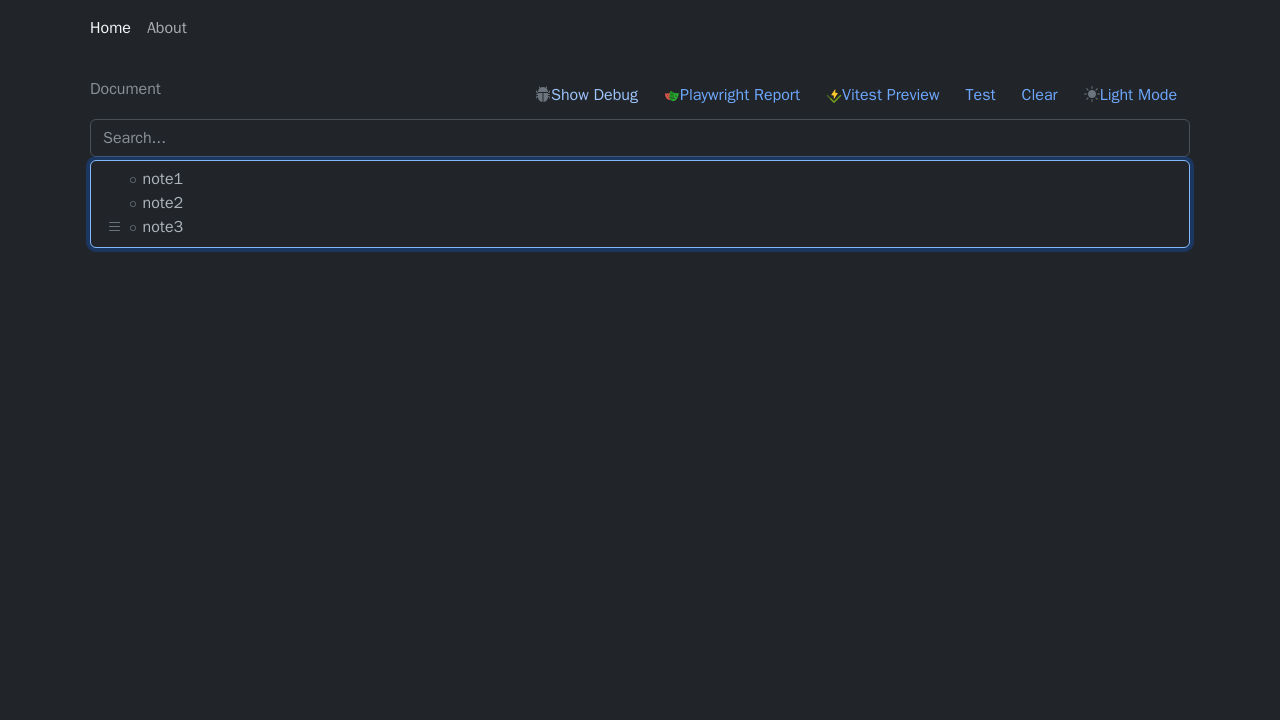 Home About
Document Show Debug Playwright Report Vitest Preview Test Clear Light Mode
Search...
note1
note2
note3